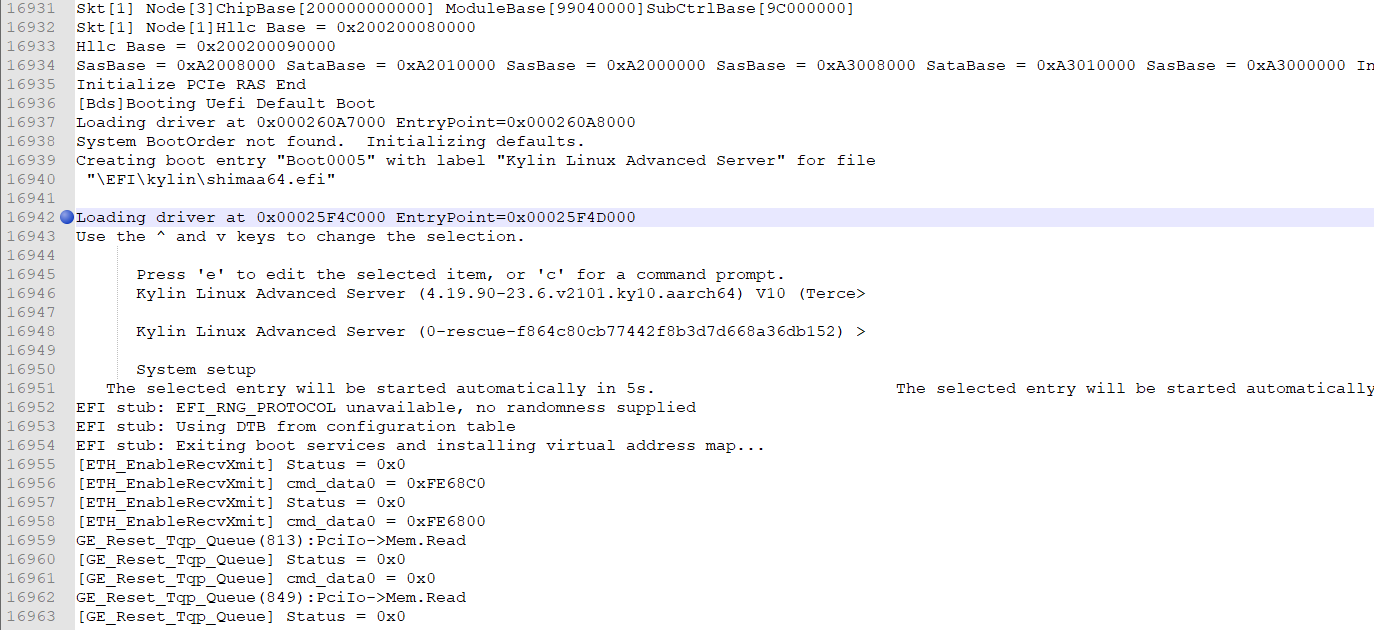 16931 Skt[1] Node[3]ChipBase[200000000000] ModuleBase[99040000]SubCtrlBase[9C000000]
16932 Skt[1] Node[1]Hllc Base = 0x200200080000
16933 Hllc Base = 0x200200090000
16934 SasBase = 0xA2008000 SataBase = 0xA2010000 SasBase = 0xA2000000 SasBase = 0xA3008000 SataBase = 0xA3010000 SasBase = 0xA3000000 In
16935 Initialize PCIe RAS End
16936 [Bds]Booting Uefi Default Boot
16937 Loading driver at 0x000260A7000 EntryPoint=0x000260A8000
16938 System BootOrder not found.  Initializing defaults.
16939 Creating boot entry "Boot0005" with label "Kylin Linux Advanced Server" for file
16940  "\EFI\kylin\shimaa64.efi"
16941
16942 Loading driver at 0x00025F4C000 EntryPoint=0x00025F4D000
16943 Use the ^ and v keys to change the selection.
16944
16945       Press 'e' to edit the selected item, or 'c' for a command prompt.
16946       Kylin Linux Advanced Server (4.19.90-23.6.v2101.ky10.aarch64) V10 (Terce>
16947
16948       Kylin Linux Advanced Server (0-rescue-f864c80cb77442f8b3d7d668a36db152) >
16949
16950       System setup
16951    The selected entry will be started automatically in 5s.                        The selected entry will be started automatically
16952 EFI stub: EFI_RNG_PROTOCOL unavailable, no randomness supplied
16953 EFI stub: Using DTB from configuration table
16954 EFI stub: Exiting boot services and installing virtual address map...
16955 [ETH_EnableRecvXmit] Status = 0x0
16956 [ETH_EnableRecvXmit] cmd_data0 = 0xFE68C0
16957 [ETH_EnableRecvXmit] Status = 0x0
16958 [ETH_EnableRecvXmit] cmd_data0 = 0xFE6800
16959 GE_Reset_Tqp_Queue(813):PciIo->Mem.Read
16960 [GE_Reset_Tqp_Queue] Status = 0x0
16961 [GE_Reset_Tqp_Queue] cmd_data0 = 0x0
16962 GE_Reset_Tqp_Queue(849):PciIo->Mem.Read
16963 [GE_Reset_Tqp_Queue] Status = 0x0